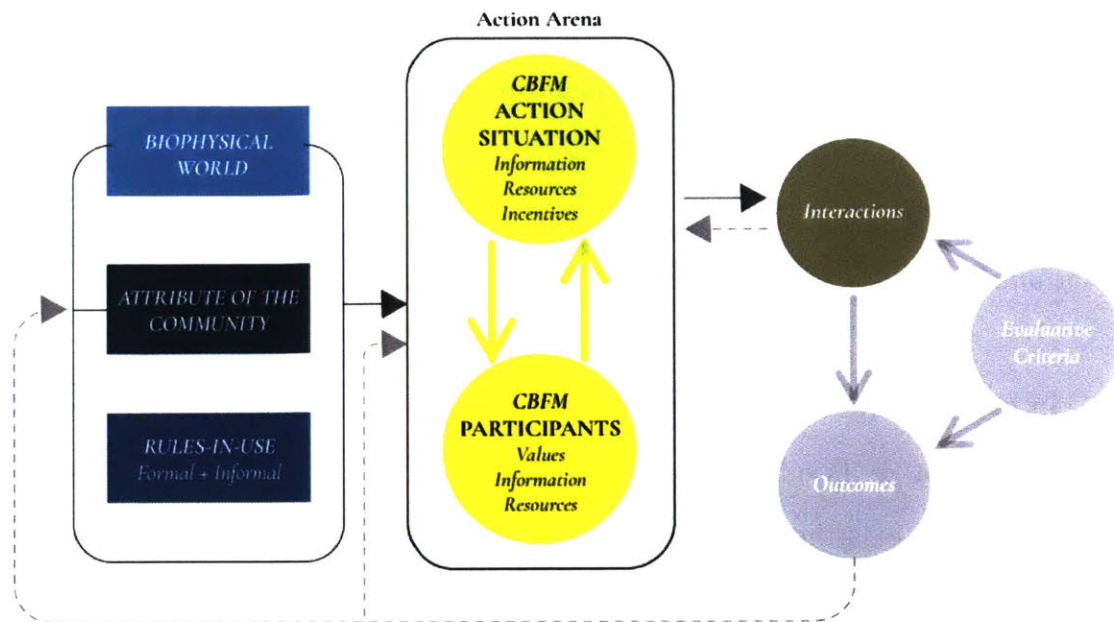 Action Arena
BIOPHYSICAL
WORLD
ATTRIBUTE OF THE
COMMUNITY
RULES-IN-USE
Formal + Informal
CBFM
ACTION
SITUATION
Information
Resources
Incentives
CBFM
PARTICIPANTS
Values
Information
Resources
Interactions
Evaluative
Criteria
Outcomes